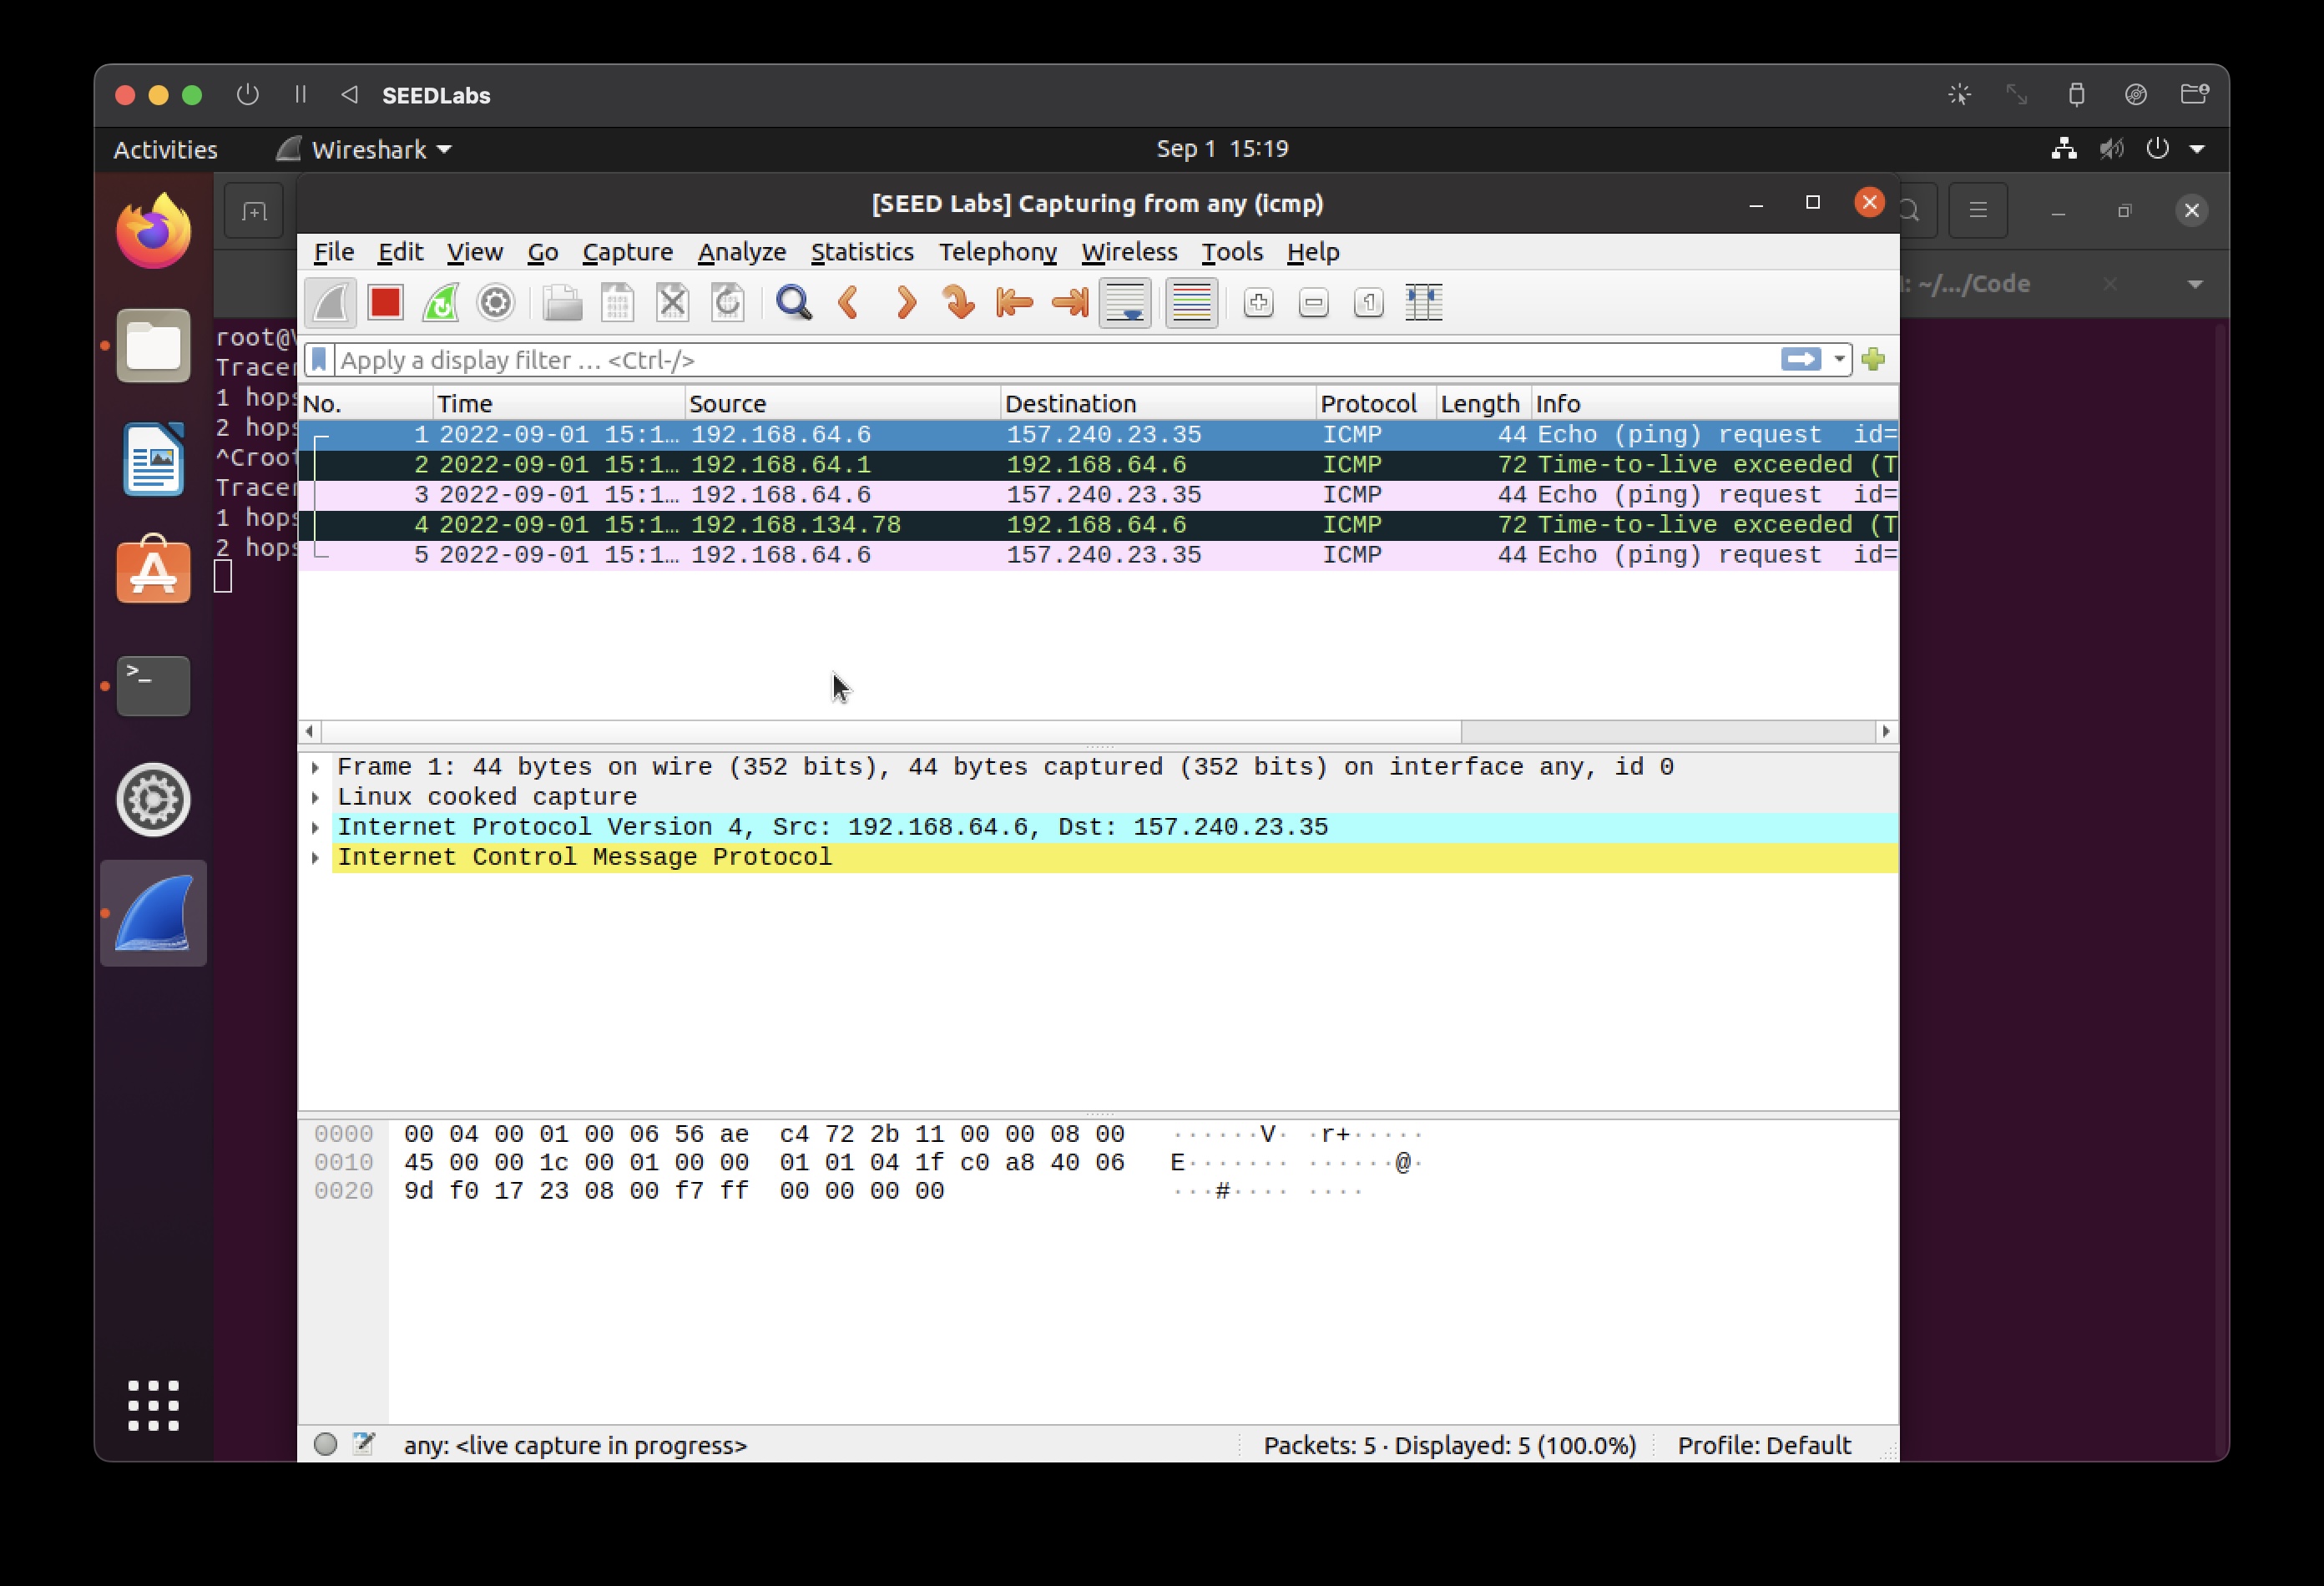 SEEDLabs
Activities Wireshark Sep 1 15:19
[SEED Labs] Capturing from any (icmp)
File Edit View Go Capture Analyze Statistics Telephony Wireless Tools Help
: ~/.../Code
Apply a display filter … <Ctrl-/>
root@
Tracer
1 hops
2 hops
^Croot
Tracer
1 hops
2 hops
No. Time Source Destination Protocol Length Info
1 2022-09-01 15:1… 192.168.64.6 157.240.23.35 ICMP 44 Echo (ping) request id=
2 2022-09-01 15:1… 192.168.64.1 192.168.64.6 ICMP 72 Time-to-live exceeded (T
3 2022-09-01 15:1… 192.168.64.6 157.240.23.35 ICMP 44 Echo (ping) request id=
4 2022-09-01 15:1… 192.168.134.78 192.168.64.6 ICMP 72 Time-to-live exceeded (T
5 2022-09-01 15:1… 192.168.64.6 157.240.23.35 ICMP 44 Echo (ping) request id=
Frame 1: 44 bytes on wire (352 bits), 44 bytes captured (352 bits) on interface any, id 0
Linux cooked capture
Internet Protocol Version 4, Src: 192.168.64.6, Dst: 157.240.23.35
Internet Control Message Protocol
0000 00 04 00 01 00 06 56 ae c4 72 2b 11 00 00 08 00 ······V· ·r+·····
0010 45 00 00 1c 00 01 00 00 01 01 04 1f c0 a8 40 06 E······· ······@·
0020 9d f0 17 23 08 00 f7 ff 00 00 00 00 ···#···· ····
any: <live capture in progress> Packets: 5 · Displayed: 5 (100.0%) Profile: Default